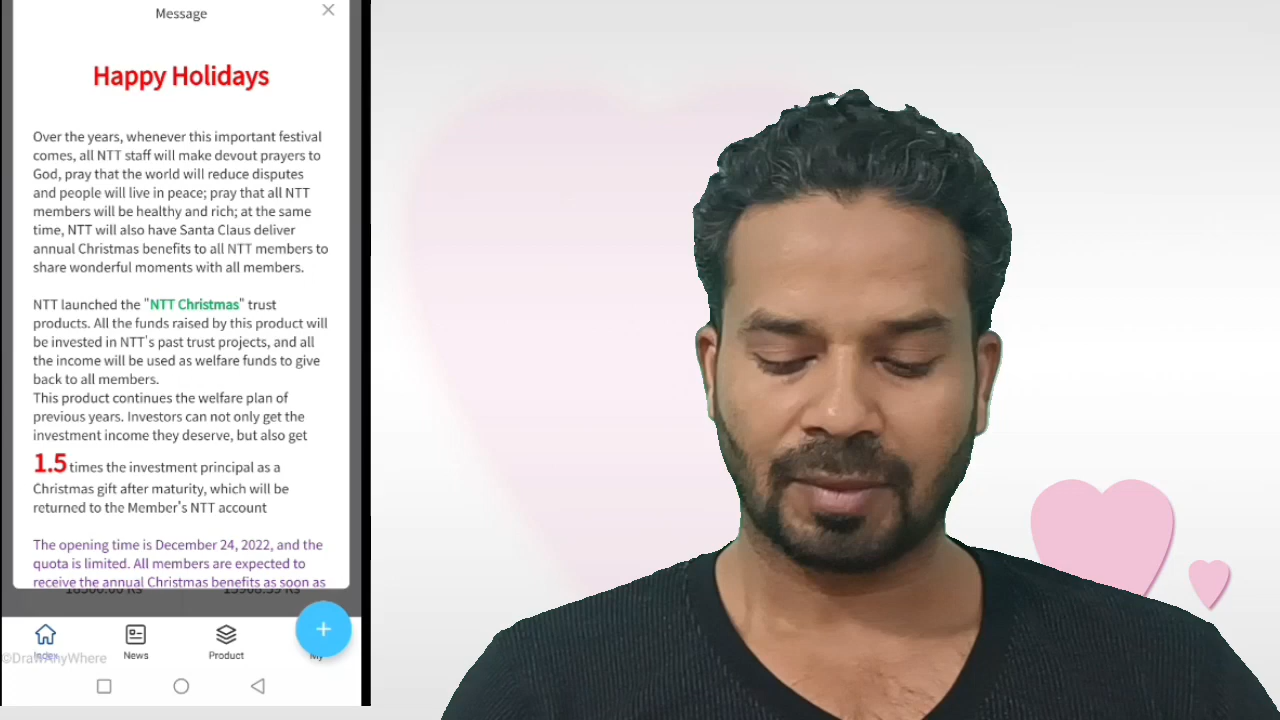 Message
Happy Holidays
Over the years, whenever this important festival
comes, all NTT staff will make devout prayers to
God, pray that the world will reduce disputes
and people will live in peace; pray that all NTT
members will be healthy and rich; at the same
time, NTT will also have Santa Claus deliver
annual Christmas benefits to all NTT members to
share wonderful moments with all members.
NTT launched the "NTT Christmas" trust
products. All the funds raised by this product will
be invested in NTT's past trust projects, and all
the income will be used as welfare funds to give
back to all members.
This product continues the welfare plan of
previous years. Investors can not only get the
investment income they deserve, but also get
1.5 times the investment principal as a
Christmas gift after maturity, which will be
returned to the Member's NTT account
The opening time is December 24, 2022, and the
quota is limited. All members are expected to
receive the annual Christmas benefits as soon as
Index
News
Product
My
©DrawAnyWhere